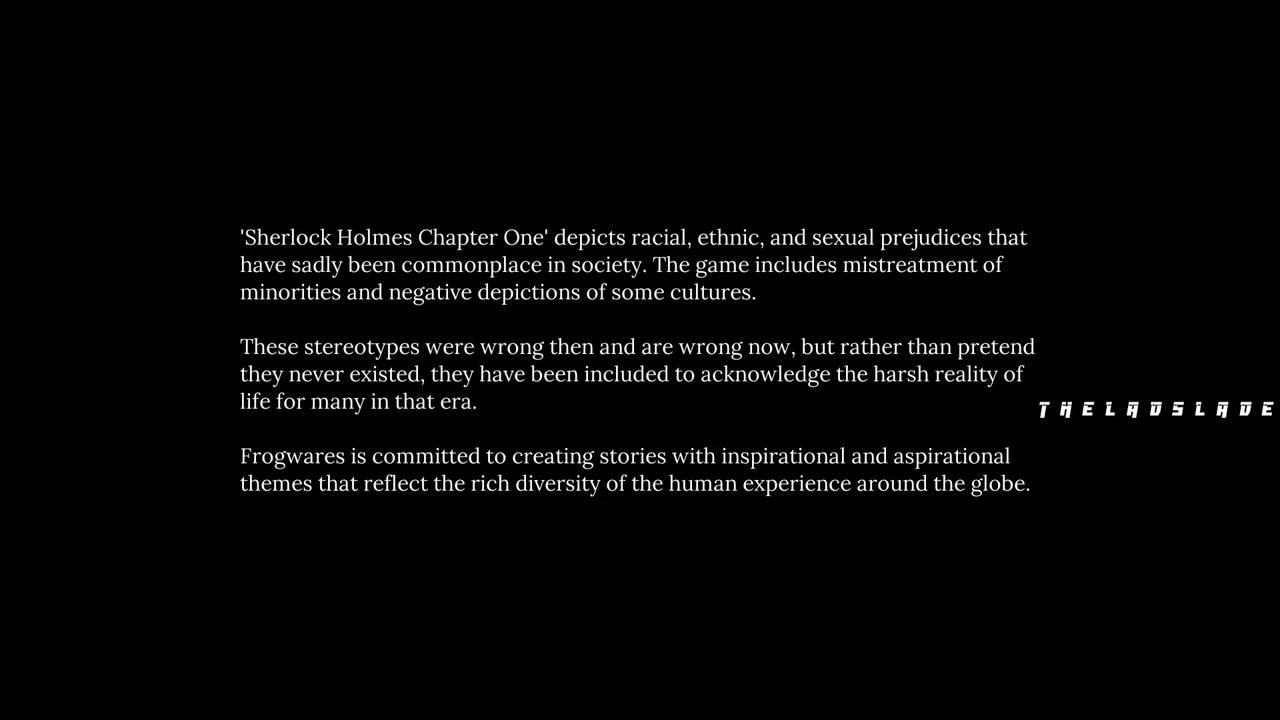 'Sherlock Holmes Chapter One' depicts racial, ethnic, and sexual prejudices that
have sadly been commonplace in society. The game includes mistreatment of
minorities and negative depictions of some cultures.
These stereotypes were wrong then and are wrong now, but rather than pretend
they never existed, they have been included to acknowledge the harsh reality of
life for many in that era.
THELADSLADE
Frogwares is committed to creating stories with inspirational and aspirational
themes that reflect the rich diversity of the human experience around the globe.